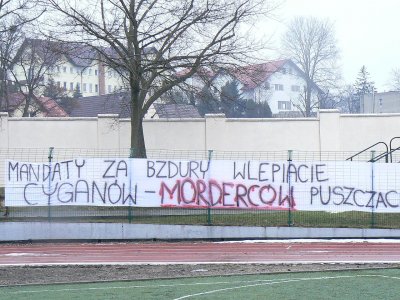 MANDATY ZA BZDURY WLEPIACIE
CYGANÓW - MORDERCÓW PUSZCZAC